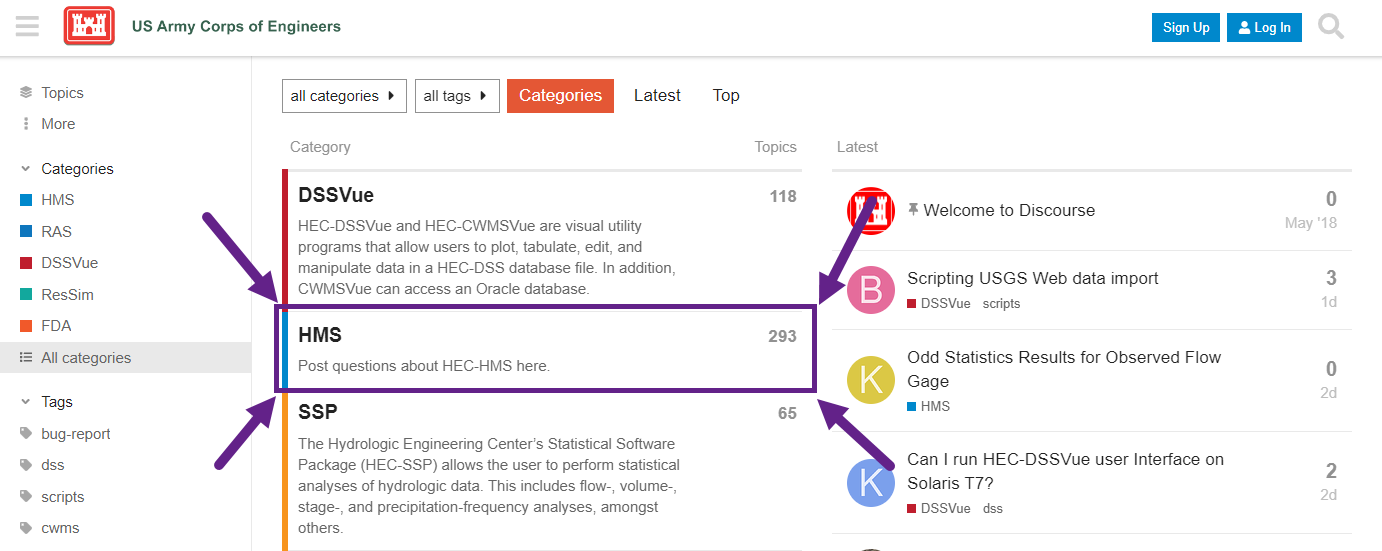 US Army Corps of Engineers
Sign Up
Log In
Topics
More
Categories
HMS
RAS
DSSVue
ResSim
FDA
All categories
Tags
bug-report
dss
scripts
cwms
all categories
all tags
Categories
Latest
Top
Category
Topics
DSSVue
118
HEC-DSSVue and HEC-CWMSVue are visual utility
programs that allow users to plot, tabulate, edit, and
manipulate data in a HEC-DSS database file. In addition,
CWMSVue can access an Oracle database.
HMS
293
Post questions about HEC-HMS here.
SSP
65
The Hydrologic Engineering Center's Statistical Software
Package (HEC-SSP) allows the user to perform statistical
analyses of hydrologic data. This includes flow-, volume-,
stage-, and precipitation-frequency analyses, amongst
others.
Latest
Welcome to Discourse
0
May '18
B
Scripting USGS Web data import
3
DSSVue scripts
1d
K
Odd Statistics Results for Observed Flow
Gage
0
HMS
2d
K
Can I run HEC-DSSVue user Interface on
Solaris T7?
2
DSSVue dss
2d